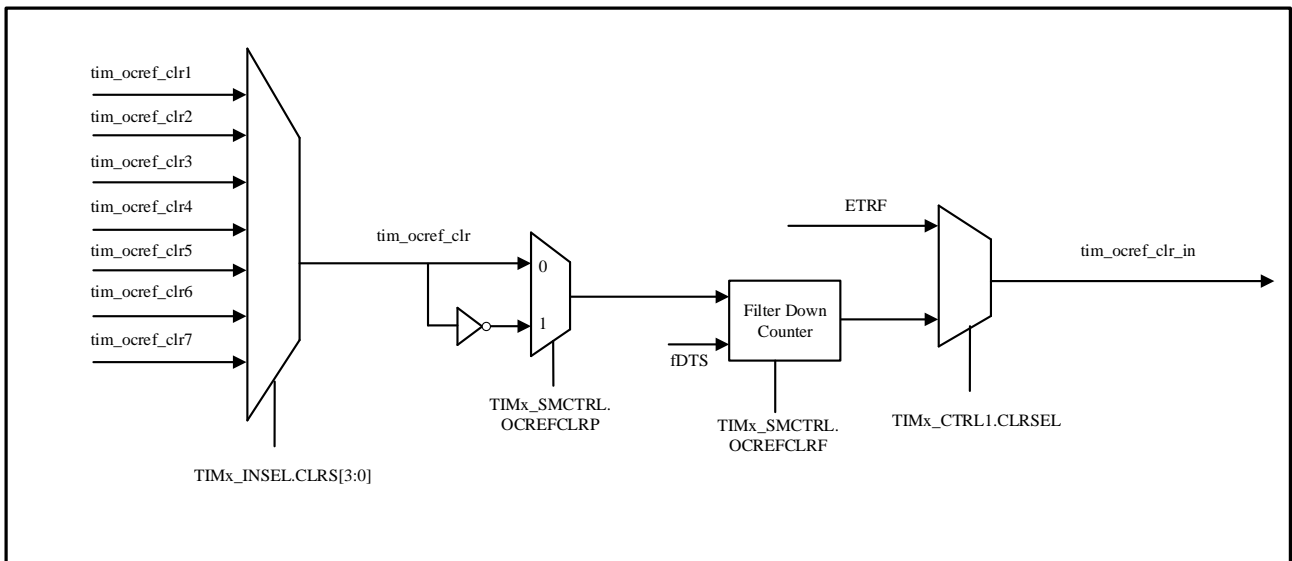 tim_ocref_clr1
tim_ocref_clr2
tim_ocref_clr3
tim_ocref_clr4
tim_ocref_clr5
tim_ocref_clr6
tim_ocref_clr7
TIMx_INSEL.CLRS[3:0]
tim_ocref_clr
0
1
TIMx_SMCTRL.
OCREFCLRP
fDTS
Filter Down
Counter
TIMx_SMCTRL.
OCREFCLRF
ETRF
TIMx_CTRL1.CLRSEL
tim_ocref_clr_in